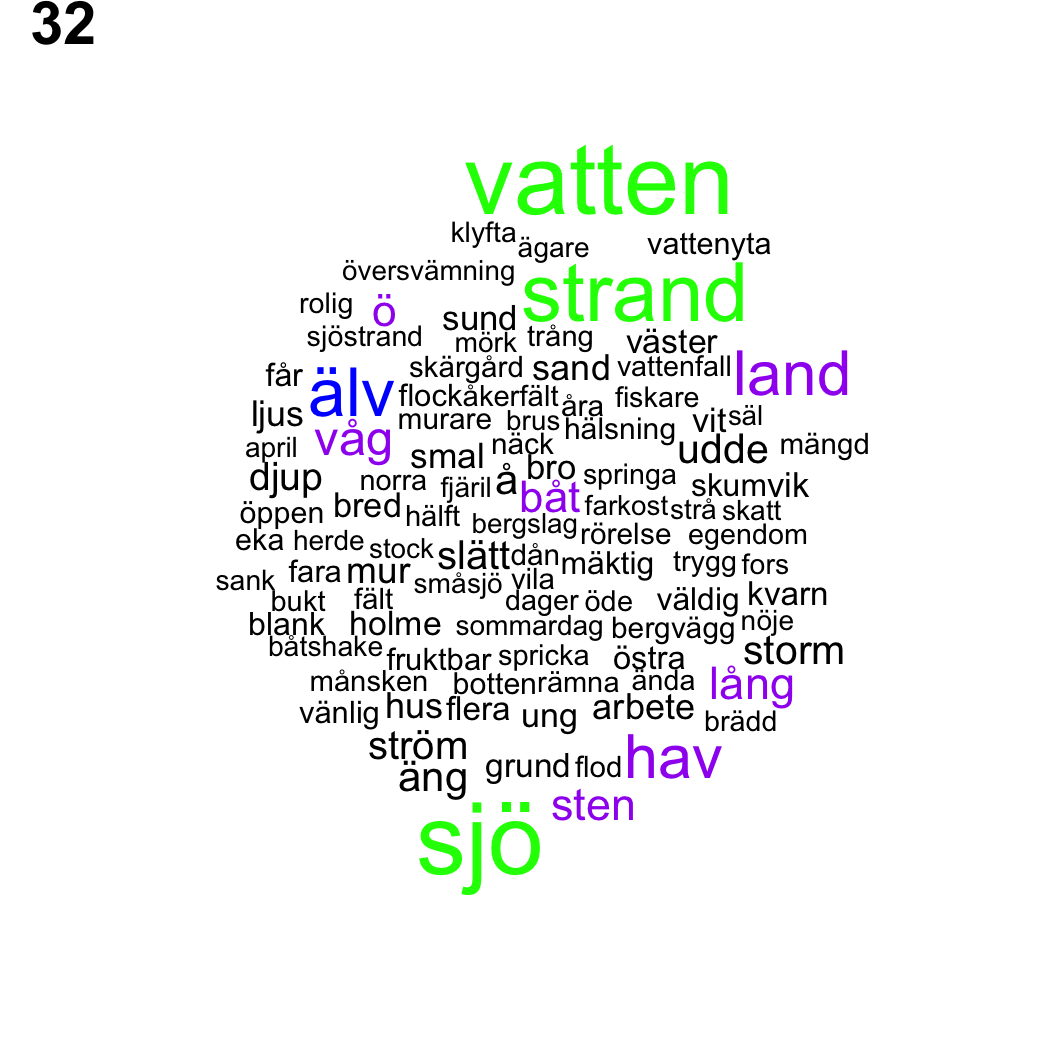 32
vatten
klyfta ägare vattenyta
översvämning strand
rolig ö sund
sjöstrand mörk trång väster
får skärgård sand vattenfall land
älv flock åkerfält åra fiskare
ljus murare brus hälsning vit säl
april våg smal näck udde mängd
djup norra fjäril å bro springa skumvik
öppen bred hälft båt farkost strå skatt
eka herde stock bergslag rörelse egendom
sank fara mur slätt dån mäktig trygg fors
bukt fält småsjö vila dager öde väldig kvarn
blank holme sommardag bergvägg nöje
båtshake fruktbar spricka östra storm
månsken botten rämna ända lång
vänlig hus flera ung arbete brädd
ström grund flod hav
äng sten
sjö